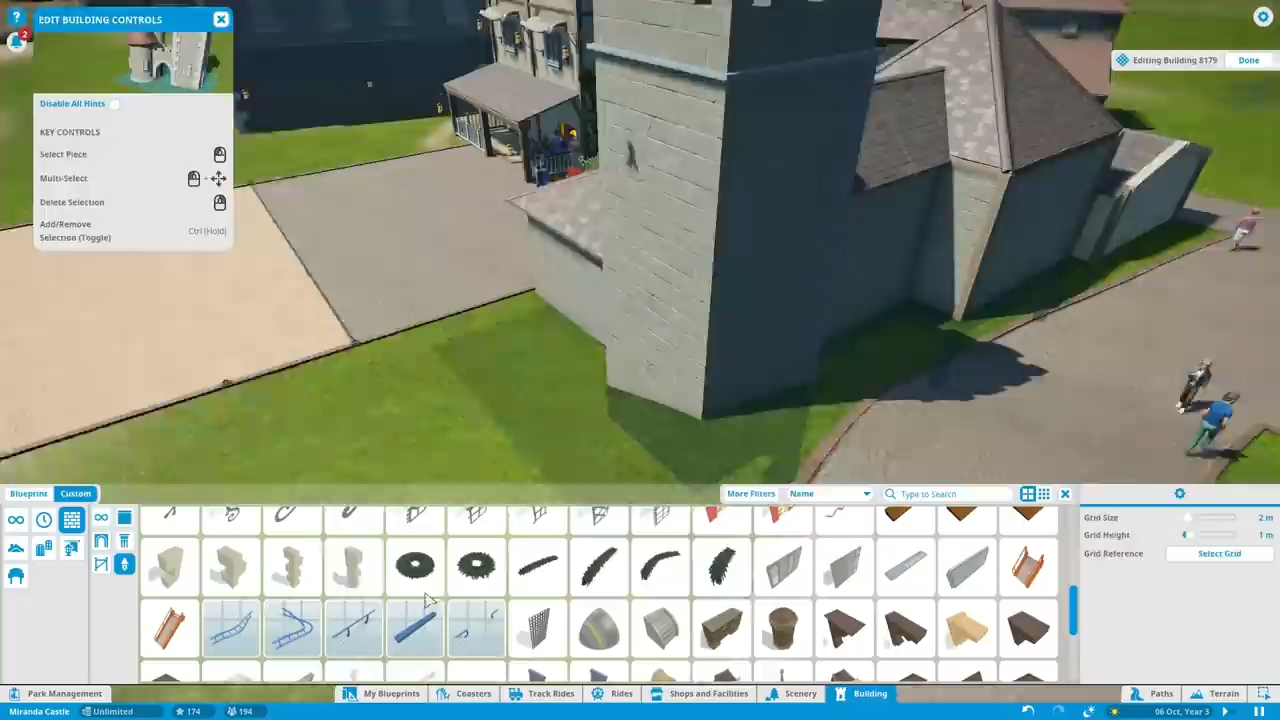 ?
2
EDIT BUILDING CONTROLS
Disable All Hints
KEY CONTROLS
Select Piece
Multi-Select
Delete Selection
Add/Remove
Selection (Toggle)
Ctrl (Hold)
Editing Building 8179
Done
Blueprint
Custom
More Filters
Name
Type to Search
Grid Size
2 m
Grid Height
1 m
Grid Reference
Select Grid
Park Management
My Blueprints
Coasters
Track Rides
Rides
Shops and Facilities
Scenery
Building
Paths
Terrain
Miranda Castle
Unlimited
174
194
06 Oct, Year 3